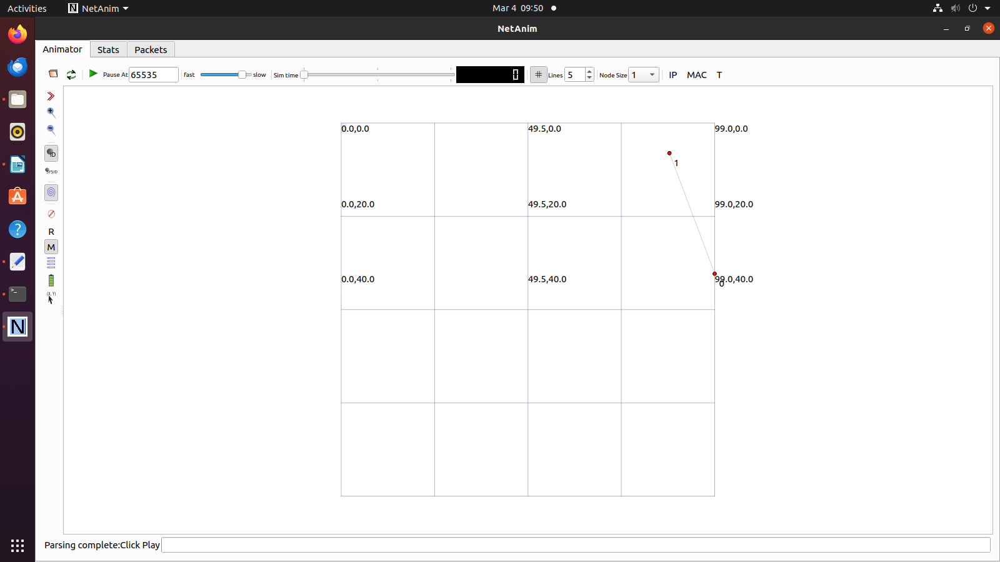 Activities
NetAnim
Mar 4 09:50
NetAnim
Animator
Stats
Packets
Pause At
65535
fast
slow
Sim time
0
#
Lines
5
Node Size
1
IP
MAC
T
ID
SYSID
R
M
(X, Y)
0.0,0.0
49.5,0.0
99.0,0.0
1
0.0,20.0
49.5,20.0
99.0,20.0
0.0,40.0
49.5,40.0
99.0,40.0
0
Parsing complete:Click Play